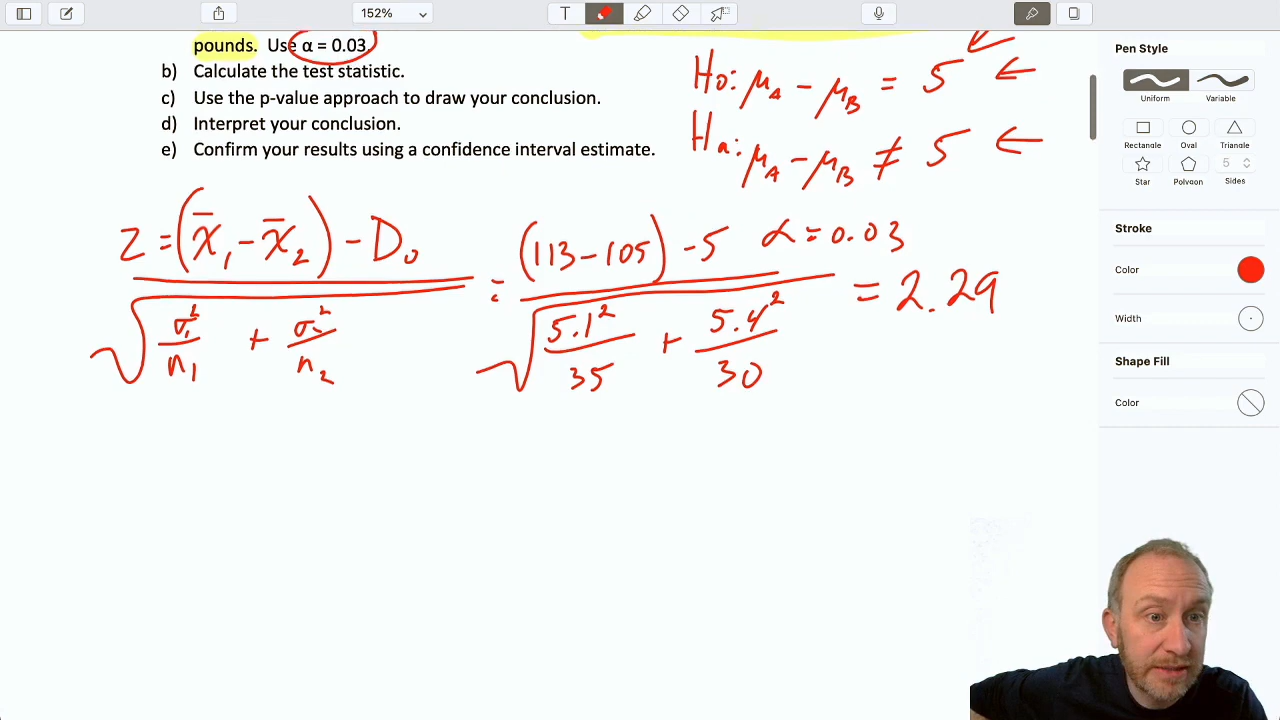 152%
T
pounds. Use α = 0.03
b) Calculate the test statistic.
c) Use the p-value approach to draw your conclusion.
d) Interpret your conclusion.
e) Confirm your results using a confidence interval estimate.
Ho: μA - μB = 5 ←
Ha: μA - μB ≠ 5 ←
α = 0.03
z = (x̄1 - x̄2) - D0 / √(σ1²/n1 + σ2²/n2) = (113 - 105) - 5 / √(5.1²/35 + 5.4²/30) = 2.29
Pen Style
Uniform Variable
Rectangle Oval Triangle
5
Star Polygon Sides
Stroke
Color
Width
Shape Fill
Color